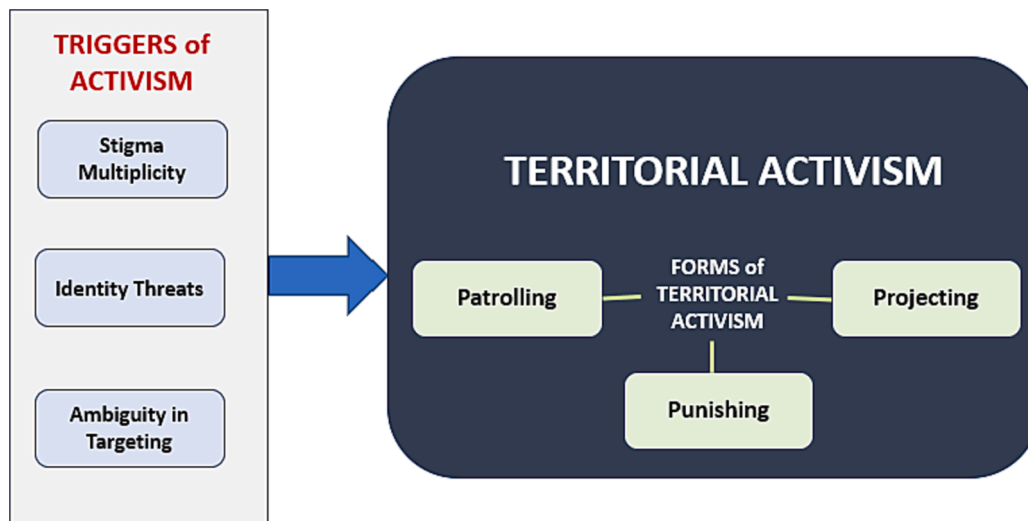 TRIGGERS of
ACTIVISM
Stigma
Multiplicity
Identity Threats
Ambiguity in
Targeting
TERRITORIAL ACTIVISM
FORMS of
TERRITORIAL
ACTIVISM
Patrolling
Projecting
Punishing